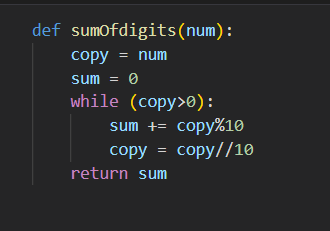 def sumOfdigits(num):
    copy = num
    sum = 0
    while (copy>0):
        sum += copy%10
        copy = copy//10
    return sum